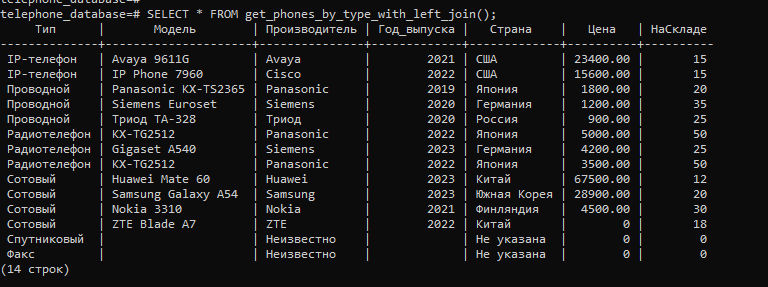 telephone_database=# SELECT * FROM get_phones_by_type_with_left_join();
Тип | Модель | Производитель | Год_выпуска | Страна | Цена | НаСкладе
---------------+--------------------+---------------+-------------+-------------+----------+----------
IP-телефон | Avaya 9611G | Avaya | 2021 | США | 23400.00 | 15
IP-телефон | IP Phone 7960 | Cisco | 2022 | США | 15600.00 | 15
Проводной | Panasonic KX-TS2365 | Panasonic | 2019 | Япония | 1800.00 | 20
Проводной | Siemens Euroset | Siemens | 2020 | Германия | 1200.00 | 35
Проводной | Триод ТА-328 | Триод | 2020 | Россия | 900.00 | 25
Радиотелефон | KX-TG2512 | Panasonic | 2022 | Япония | 5000.00 | 50
Радиотелефон | Gigaset A540 | Siemens | 2023 | Германия | 4200.00 | 25
Радиотелефон | KX-TG2512 | Panasonic | 2022 | Япония | 3500.00 | 50
Сотовый | Huawei Mate 60 | Huawei | 2023 | Китай | 67500.00 | 12
Сотовый | Samsung Galaxy A54 | Samsung | 2023 | Южная Корея | 28900.00 | 20
Сотовый | Nokia 3310 | Nokia | 2021 | Финляндия | 4500.00 | 30
Сотовый | ZTE Blade A7 | ZTE | 2022 | Китай | 0 | 18
Спутниковый | | Неизвестно | | Не указана | 0 | 0
Факс | | Неизвестно | | Не указана | 0 | 0
(14 строк)